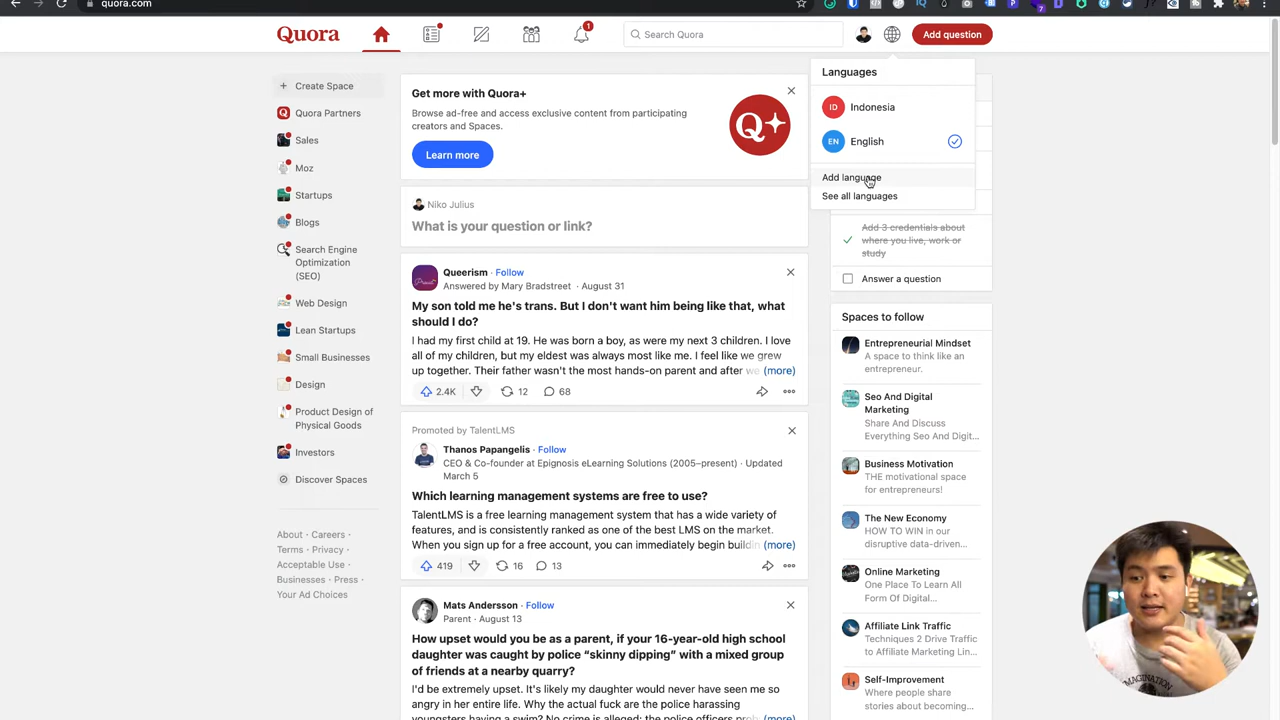 quora.com
Quora
1
Search Quora
Add question
Languages
ID
Indonesia
EN
English
Add language
See all languages
Create Space
Quora Partners
Sales
Moz
Startups
Blogs
Search Engine
Optimization
(SEO)
Web Design
Lean Startups
Small Businesses
Design
Product Design of
Physical Goods
Investors
Discover Spaces
About · Careers ·
Terms · Privacy ·
Acceptable Use ·
Businesses · Press ·
Your Ad Choices
Get more with Quora+
Browse ad-free and access exclusive content from participating
creators and Spaces.
Learn more
Q+
Niko Julius
What is your question or link?
Queerism · Follow
Answered by Mary Bradstreet · August 31
My son told me he's trans. But I don't want him being like that, what
should I do?
I had my first child at 19. He was born a boy, as were my next 3 children. I love
all of my children, but my eldest was always most like me. I feel like we grew
up together. Their father wasn't the most hands-on parent and after we (more)
2.4K
12
68
Promoted by TalentLMS
Thanos Papangelis · Follow
CEO & Co-founder at Epignosis eLearning Solutions (2005–present) · Updated
March 5
Which learning management systems are free to use?
TalentLMS is a free learning management system that has a wide variety of
features, and is consistently ranked as one of the best LMS on the market.
When you sign up for a free account, you can immediately begin buildin (more)
419
16
13
Mats Andersson · Follow
Parent · August 13
How upset would you be as a parent, if your 16-year-old high school
daughter was caught by police “skinny dipping” with a mixed group
of friends at a nearby quarry?
I'd be extremely upset. It's likely my daughter would never have seen me so
angry in her entire life. Why the actual fuck are the police harassing
youngsters having a swim? No crime is alleged; the police officers (more)
Add 3 credentials about
where you live, work or
study
Answer a question
Spaces to follow
Entrepreneurial Mindset
A space to think like an
entrepreneur.
Seo And Digital
Marketing
Share And Discuss
Everything Seo And Digit...
Business Motivation
THE motivational space
for entrepreneurs!
The New Economy
HOW TO WIN in our
disruptive data-driven...
Online Marketing
One Place To Learn All
Form Of Digital...
Affiliate Link Traffic
Techniques 2 Drive Traffic
to Affiliate Marketing Lin...
Self-Improvement
Where people share
stories about becoming...
IMAGINATION